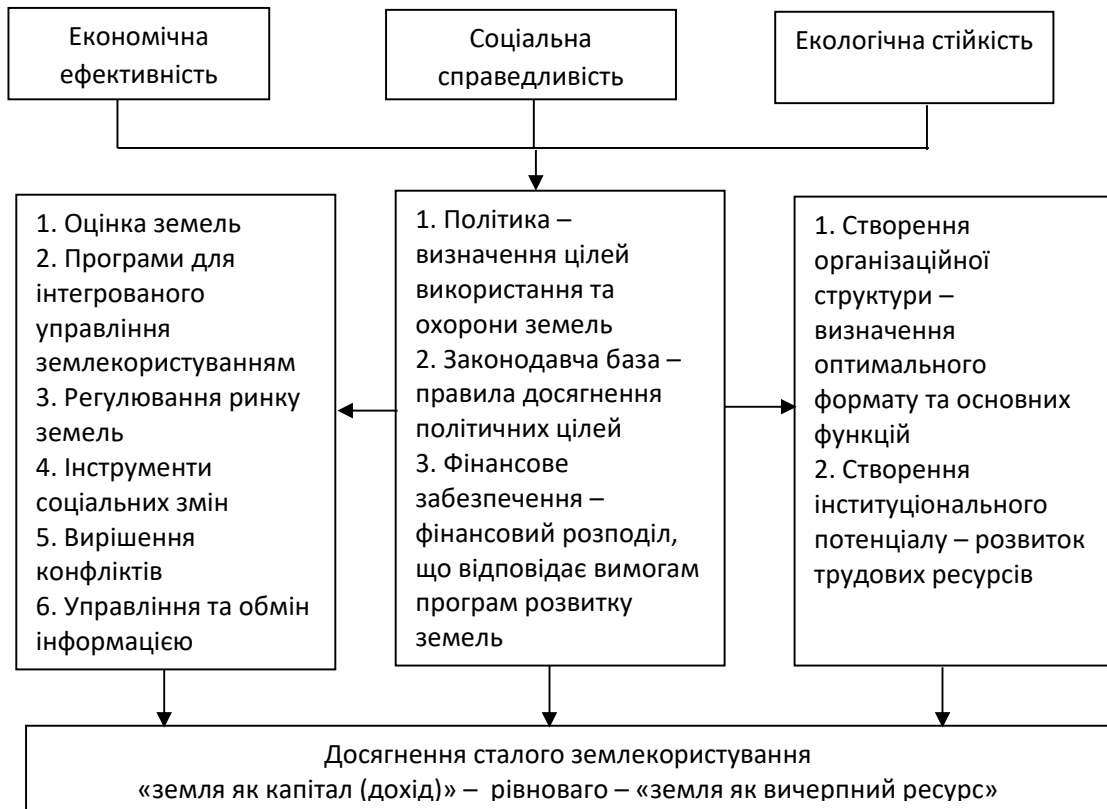 Економічна
ефективність
Соціальна
справедливість
Екологічна стійкість
1. Оцінка земель
2. Програми для
інтегрованого
управління
землекористуванням
3. Регулювання ринку
земель
4. Інструменти
соціальних змін
5. Вирішення
конфліктів
6. Управління та обмін
інформацією
1. Політика –
визначення цілей
використання та
охорони земель
2. Законодавча база –
правила досягнення
політичних цілей
3. Фінансове
забезпечення –
фінансовий розподіл,
що відповідає вимогам
програм розвитку
земель
1. Створення
організаційної
структури –
визначення
оптимального
формату та основних
функцій
2. Створення
інституціонального
потенціалу – розвиток
трудових ресурсів
Досягнення сталого землекористування
«земля як капітал (дохід)» – рівноваго – «земля як вичерпний ресурс»